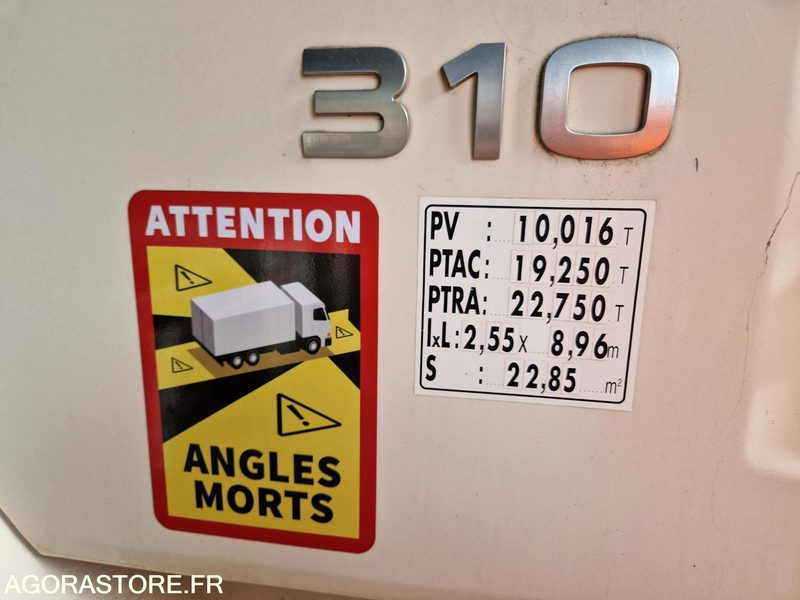 310
ATTENTION
ANGLES
MORTS
PV : 10,016 T
PTAC: 19,250 T
PTRA: 22,750 T
lxL: 2,55 x 8,96 m
S : 22,85 m²
AGORASTORE.FR